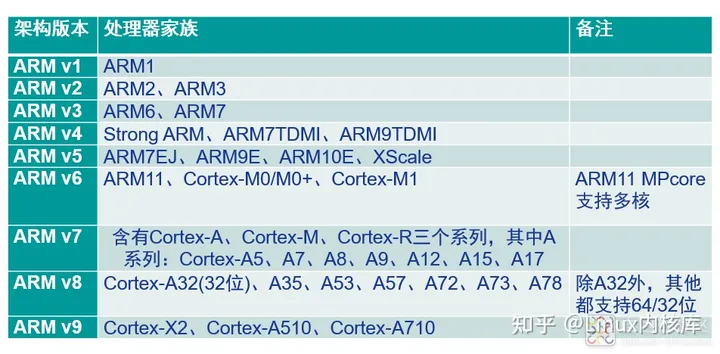 架构版本 处理器家族 备注
ARM v1 ARM1
ARM v2 ARM2、ARM3
ARM v3 ARM6、ARM7
ARM v4 Strong ARM、ARM7TDMI、ARM9TDMI
ARM v5 ARM7EJ、ARM9E、ARM10E、XScale
ARM v6 ARM11、Cortex-M0/M0+、Cortex-M1 ARM11 MPcore
支持多核
ARM v7 含有Cortex-A、Cortex-M、Cortex-R三个系列，其中A
系列：Cortex-A5、A7、A8、A9、A12、A15、A17
ARM v8 Cortex-A32(32位)、A35、A53、A57、A72、A73、A78 除A32外，其他
都支持64/32位
ARM v9 Cortex-X2、Cortex-A510、Cortex-A710
知乎 @Linux内核库